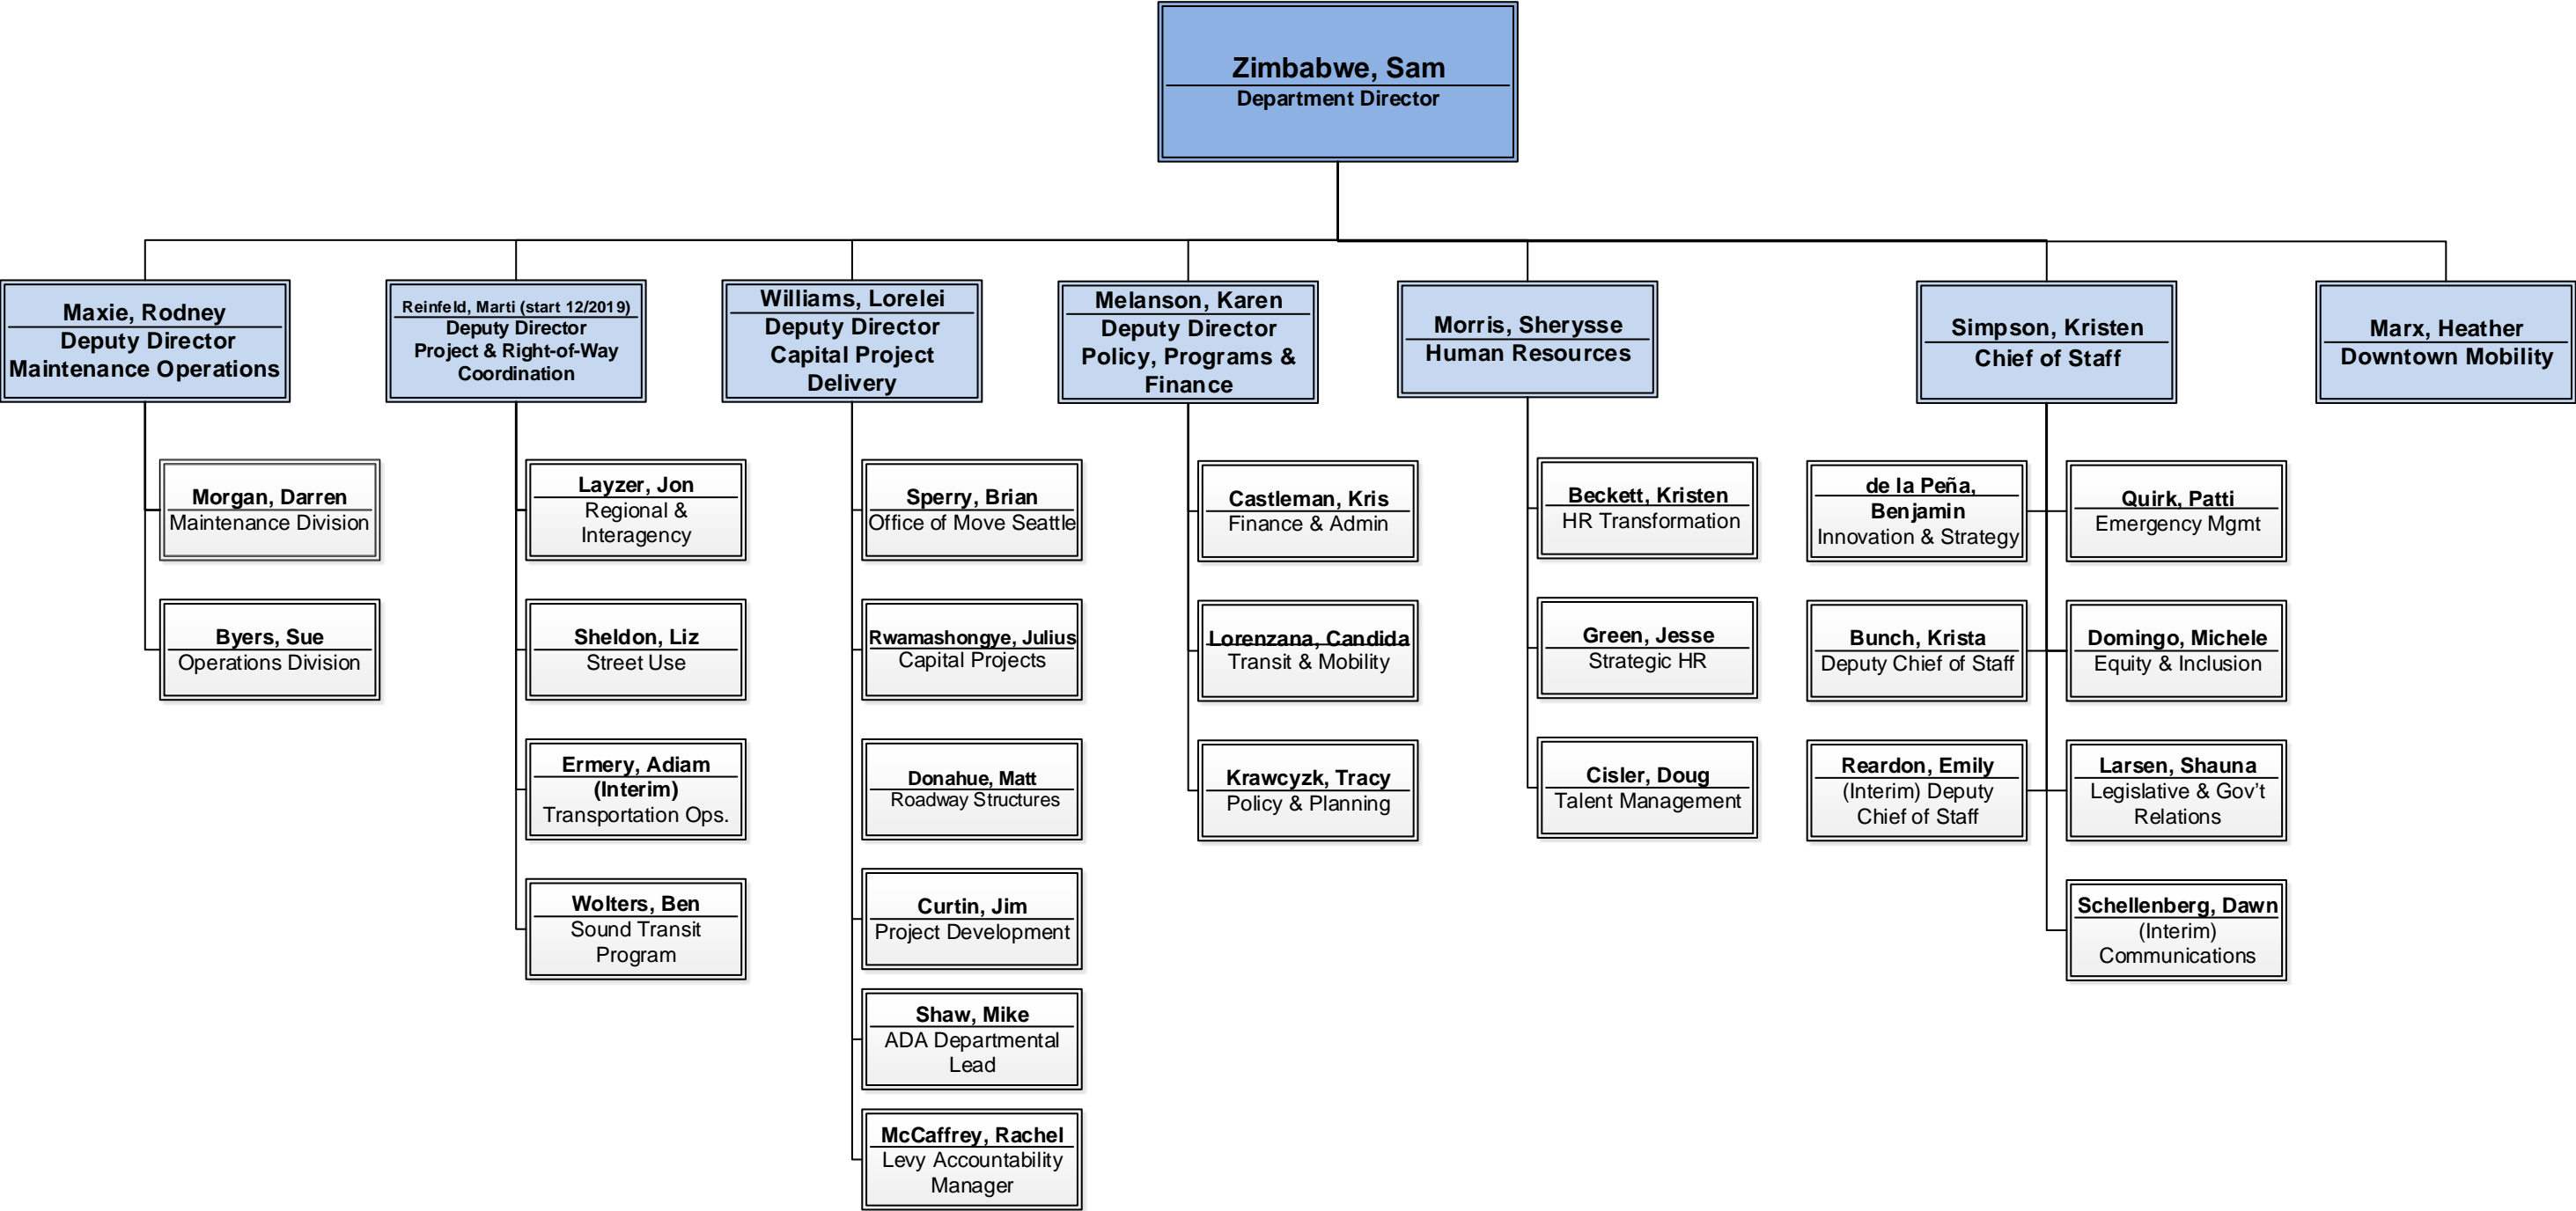 Zimbabwe, Sam
Department Director
Maxie, Rodney
Deputy Director
Maintenance Operations
Reinfeld, Marti (start 12/2019)
Deputy Director
Project & Right-of-Way
Coordination
Williams, Lorelei
Deputy Director
Capital Project
Delivery
Melanson, Karen
Deputy Director
Policy, Programs &
Finance
Morris, Sherysse
Human Resources
Simpson, Kristen
Chief of Staff
Marx, Heather
Downtown Mobility
Morgan, Darren
Maintenance Division
Byers, Sue
Operations Division
Layzer, Jon
Regional &
Interagency
Sheldon, Liz
Street Use
Ermery, Adiam
(Interim)
Transportation Ops.
Wolters, Ben
Sound Transit
Program
Sperry, Brian
Office of Move Seattle
Rwamashongye, Julius
Capital Projects
Donahue, Matt
Roadway Structures
Curtin, Jim
Project Development
Shaw, Mike
ADA Departmental
Lead
McCaffrey, Rachel
Levy Accountability
Manager
Castleman, Kris
Finance & Admin
Lorenzana, Candida
Transit & Mobility
Krawcyzk, Tracy
Policy & Planning
Beckett, Kristen
HR Transformation
Green, Jesse
Strategic HR
Cisler, Doug
Talent Management
de la Peña,
Benjamin
Innovation & Strategy
Bunch, Krista
Deputy Chief of Staff
Reardon, Emily
(Interim) Deputy
Chief of Staff
Quirk, Patti
Emergency Mgmt
Domingo, Michele
Equity & Inclusion
Larsen, Shauna
Legislative & Gov’t
Relations
Schellenberg, Dawn
(Interim)
Communications